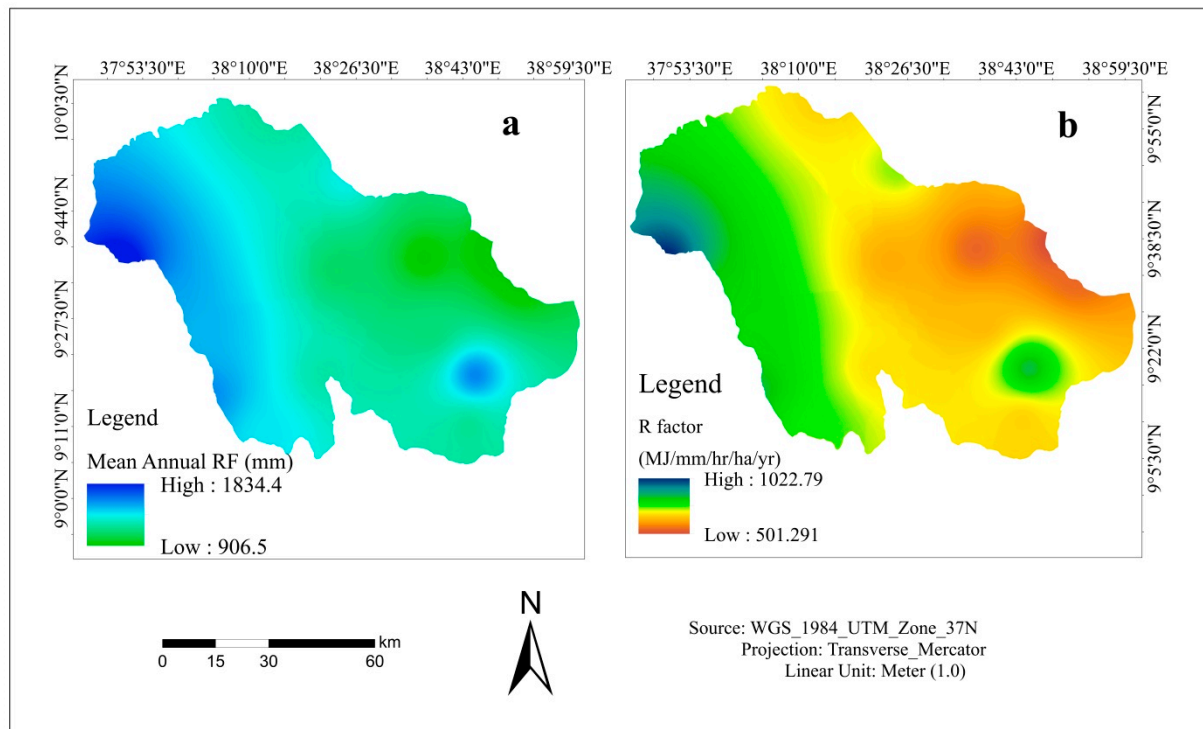 37°53'30"E 38°10'0"E 38°26'30"E 38°43'0"E 38°59'30"E
10°0'30"N
9°44'0"N
9°27'30"N
9°11'0"N
9°0'0"N
a
Legend
Mean Annual RF (mm)
High : 1834.4
Low : 906.5
37°53'30"E 38°10'0"E 38°26'30"E 38°43'0"E 38°59'30"E
b
9°55'0"N
9°38'30"N
9°22'0"N
9°5'30"N
Legend
R factor
(MJ/mm/hr/ha/yr)
High : 1022.79
Low : 501.291
km
0 15 30 60
N
Source: WGS_1984_UTM_Zone_37N
Projection: Transverse_Mercator
Linear Unit: Meter (1.0)